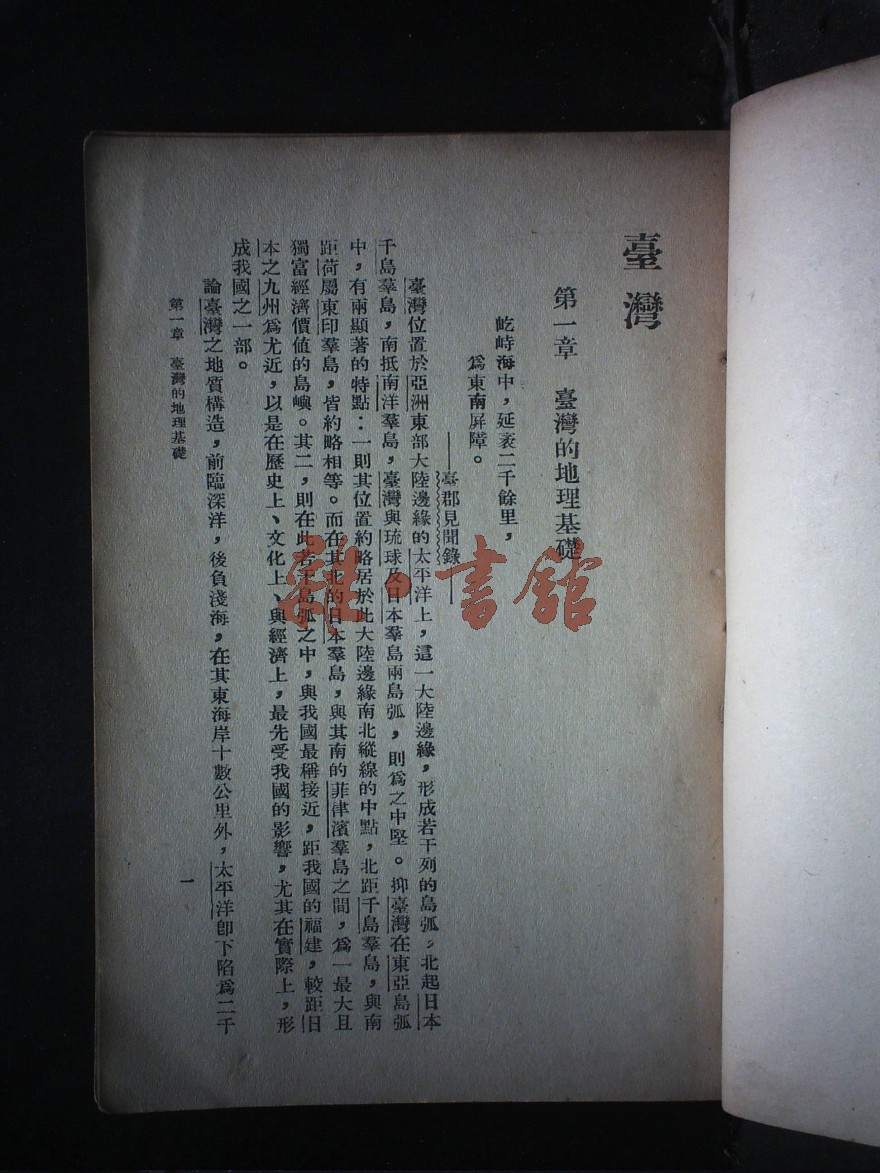 臺灣
第一章　臺灣的地理基礎
屹峙海中，延袤二千餘里，
爲東南屏障。
——臺郡見聞錄——
臺灣位置於亞洲東部大陸邊緣的太平洋上，這一大陸邊緣，形成若干列的島弧，北起日本
千島羣島，南抵南洋羣島，臺灣與琉球及日本羣島兩島弧，則爲之中堅。抑臺灣在東亞島弧
中，有兩顯著的特點：一則其位置約略居於此大陸邊緣南北縱線的中點，北距千島羣島，與南
距荷屬東印羣島，皆約略相等。而在其北的日本羣島，與其南的菲律濱羣島之間，爲一最大且
獨富經濟價值的島嶼。其二，則在此若干島弧之中，與我國最稱接近，距我國的福建，較距日
本之九州爲尤近，以是在歷史上、文化上、與經濟上，最先受我國的影響，尤其在實際上，形
成我國之一部。
論臺灣之地質構造，前臨深洋，後負淺海，在其東海岸十數公里外，太平洋卽下陷爲二千
第一章　臺灣的地理基礎
一
雜·書館